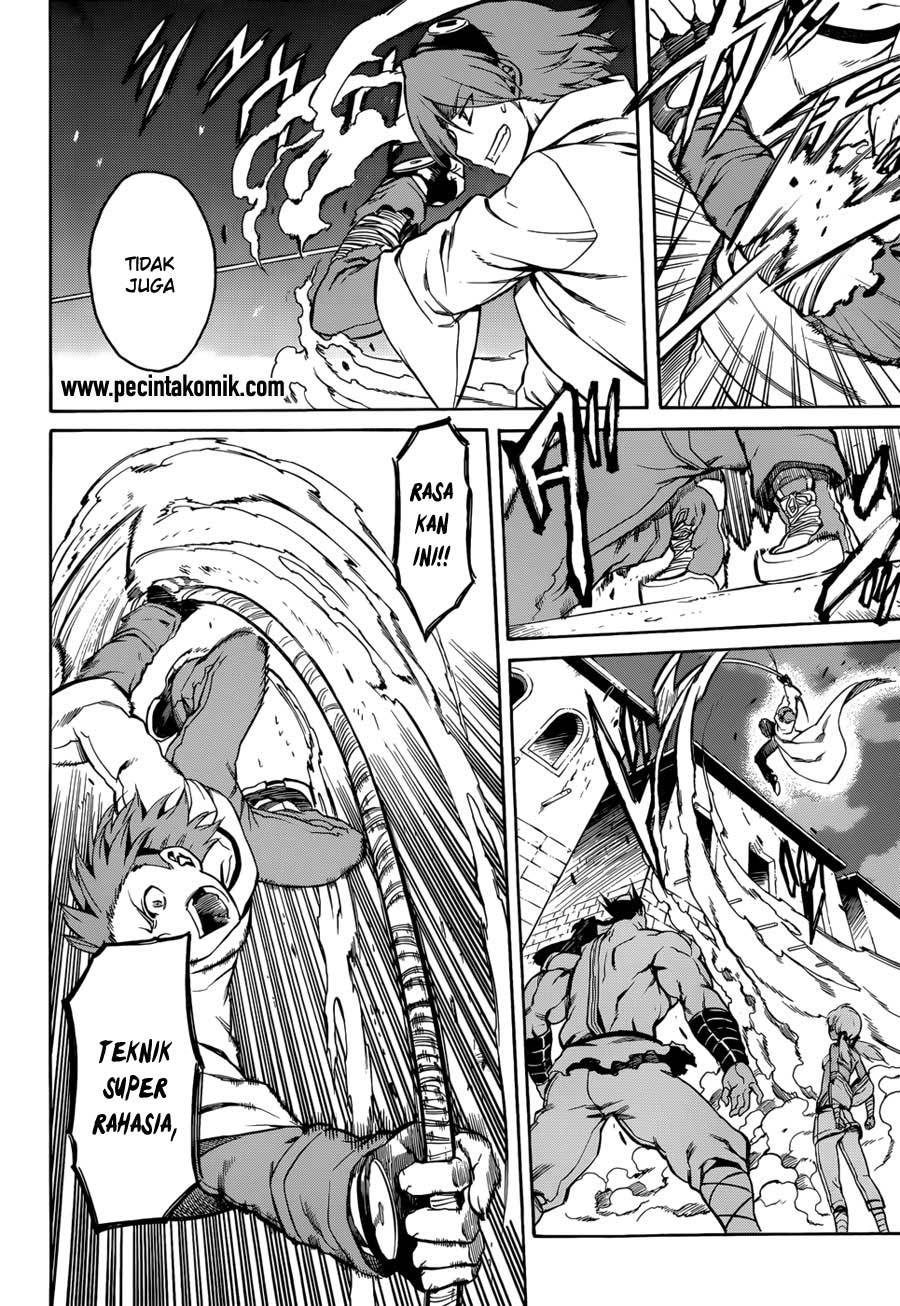 TIDAK
JUGA
www.pecintakomik.com
RASA
KAN
INI!!
TEKNIK
SUPER
RAHASIA,